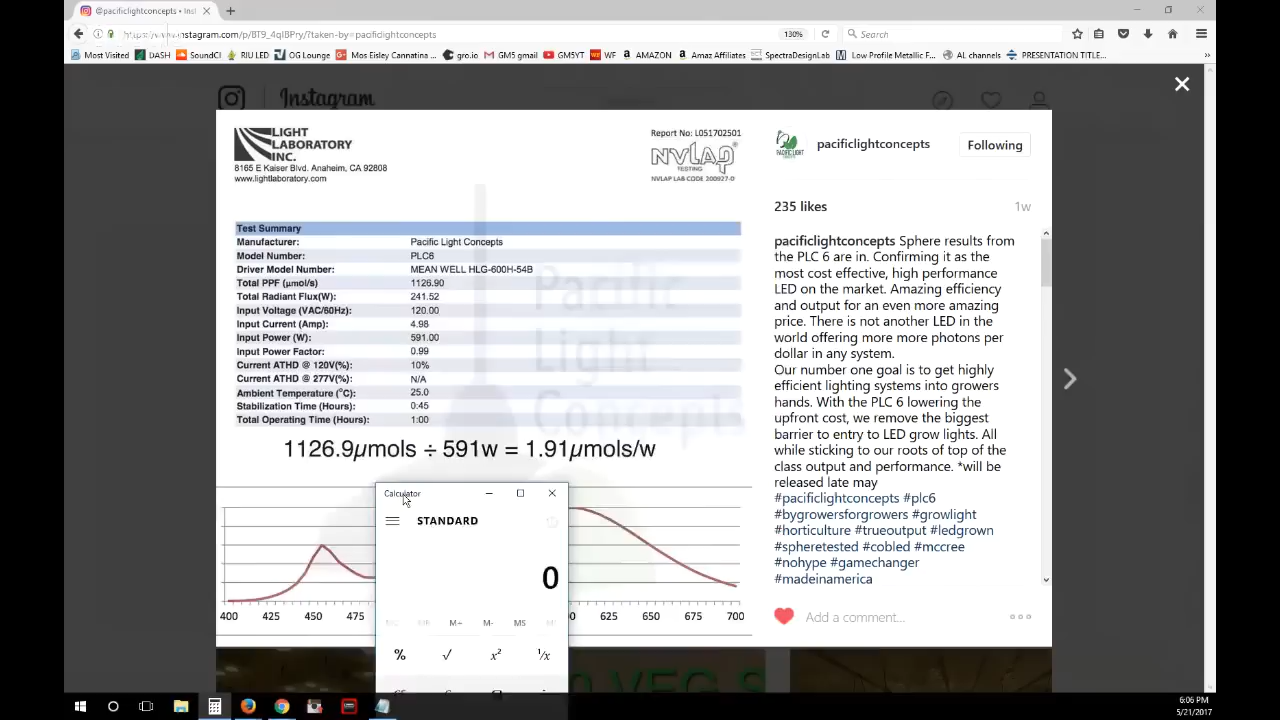 @pacificlightconcepts • Inst
https://www.instagram.com/p/BT9_4qlBPry/?taken-by=pacificlightconcepts
130%
Search
Most Visited
DASH
SoundCl
RIU LED
OG Lounge
Mos Eisley Cannatina ...
gro.io
GM5 gmail
GM5YT
WF
AMAZON
Amaz Affiliates
SpectraDesignLab
Low Profile Metallic F...
AL channels
PRESENTATION TITLE...
Instagram
LIGHT
LABORATORY
INC.
8165 E Kaiser Blvd. Anaheim, CA 92808
www.lightlaboratory.com
Report No: L051702501
NVLAP
TESTING
NVLAP LAB CODE 200927-0
Test Summary
Manufacturer: Pacific Light Concepts
Model Number: PLC6
Driver Model Number: MEAN WELL HLG-600H-54B
Total PPF (µmol/s) 1126.90
Total Radiant Flux(W): 241.52
Input Voltage (VAC/60Hz): 120.00
Input Current (Amp): 4.98
Input Power (W): 591.00
Input Power Factor: 0.99
Current ATHD @ 120V(%): 10%
Current ATHD @ 277V(%): N/A
Ambient Temperature (°C): 25.0
Stabilization Time (Hours): 0:45
Total Operating Time (Hours): 1:00
Pacific
Light
Concepts
1126.9µmols ÷ 591w = 1.91µmols/w
400 425 450 475
625 650 675 700
Calculator
STANDARD
0
M+ M- MS
% √ x² ¹/x
PACIFIC LIGHT
pacificlightconcepts
Following
235 likes
1w
pacificlightconcepts Sphere results from
the PLC 6 are in. Confirming it as the
most cost effective, high performance
LED on the market. Amazing efficiency
and output for an even more amazing
price. There is not another LED in the
world offering more more photons per
dollar in any system.
Our number one goal is to get highly
efficient lighting systems into growers
hands. With the PLC 6 lowering the
upfront cost, we remove the biggest
barrier to entry to LED grow lights. All
while sticking to our roots of top of the
class output and performance. *will be
released late may
#pacificlightconcepts #plc6
#bygrowersforgrowers #growlight
#horticulture #trueoutput #ledgrown
#spheretested #cobled #mccree
#nohype #gamechanger
#madeinamerica
Add a comment...
VEG S
6:06 PM
5/21/2017